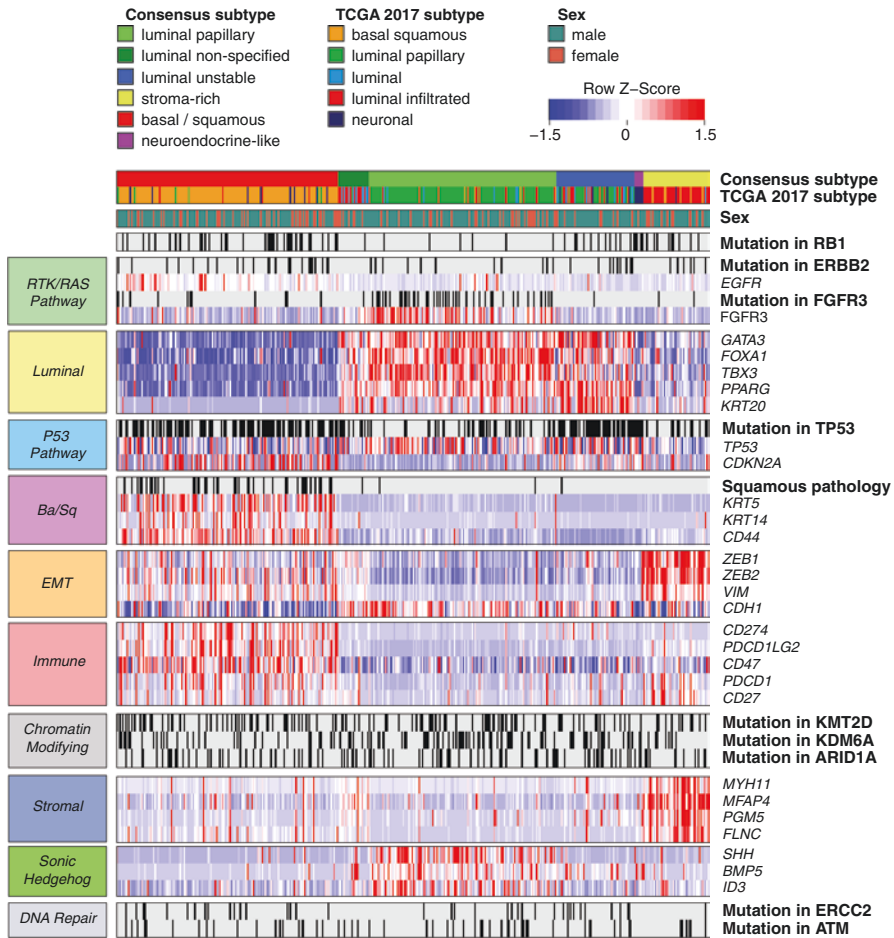 Consensus subtype
luminal papillary
luminal non-specified
luminal unstable
stroma-rich
basal / squamous
neuroendocrine-like
TCGA 2017 subtype
basal squamous
luminal papillary
luminal
luminal infiltrated
neuronal
Sex
male
female
Row Z−Score
−1.5 0 1.5
Consensus subtype
TCGA 2017 subtype
Sex
Mutation in RB1
RTK/RAS
Pathway
Mutation in ERBB2
EGFR
Mutation in FGFR3
FGFR3
Luminal
GATA3
FOXA1
TBX3
PPARG
KRT20
P53
Pathway
Mutation in TP53
TP53
CDKN2A
Ba/Sq
Squamous pathology
KRT5
KRT14
CD44
EMT
ZEB1
ZEB2
VIM
CDH1
Immune
CD274
PDCD1LG2
CD47
PDCD1
CD27
Chromatin
Modifying
Mutation in KMT2D
Mutation in KDM6A
Mutation in ARID1A
Stromal
MYH11
MFAP4
PGM5
FLNC
Sonic
Hedgehog
SHH
BMP5
ID3
DNA Repair
Mutation in ERCC2
Mutation in ATM